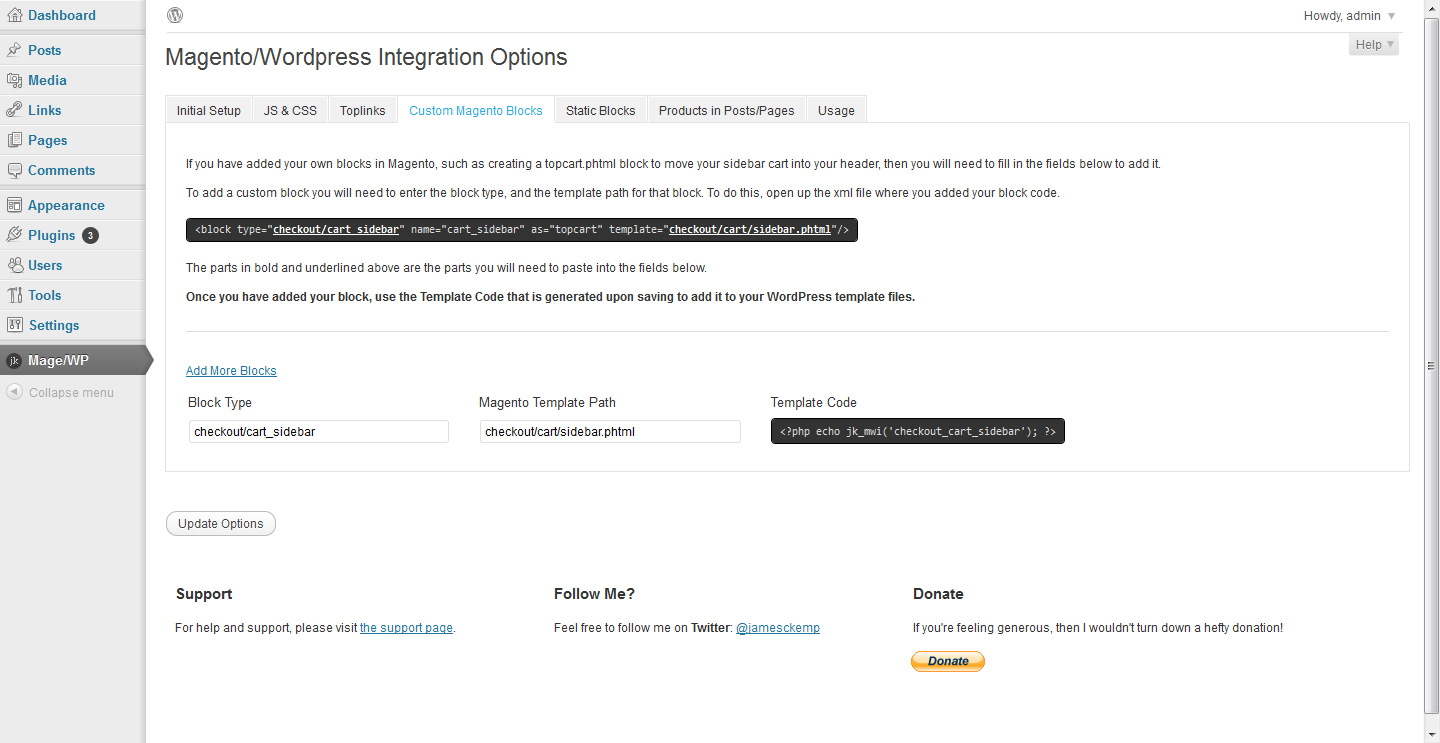 Dashboard
Howdy, admin
Help
Magento/Wordpress Integration Options
Posts
Media
Links
Pages
Comments
Appearance
Plugins 3
Users
Tools
Settings
jk Mage/WP
Collapse menu
Initial Setup JS & CSS Toplinks Custom Magento Blocks Static Blocks Products in Posts/Pages Usage
If you have added your own blocks in Magento, such as creating a topcart.phtml block to move your sidebar cart into your header, then you will need to fill in the fields below to add it.
To add a custom block you will need to enter the block type, and the template path for that block. To do this, open up the xml file where you added your block code.
<block type="checkout/cart_sidebar" name="cart_sidebar" as="topcart" template="checkout/cart/sidebar.phtml"/>
The parts in bold and underlined above are the parts you will need to paste into the fields below.
Once you have added your block, use the Template Code that is generated upon saving to add it to your WordPress template files.
Add More Blocks
Block Type Magento Template Path Template Code
checkout/cart_sidebar checkout/cart/sidebar.phtml <?php echo jk_mwi('checkout_cart_sidebar'); ?>
Update Options
Support
For help and support, please visit the support page.
Follow Me?
Feel free to follow me on Twitter: @jamesckemp
Donate
If you're feeling generous, then I wouldn't turn down a hefty donation!
Donate